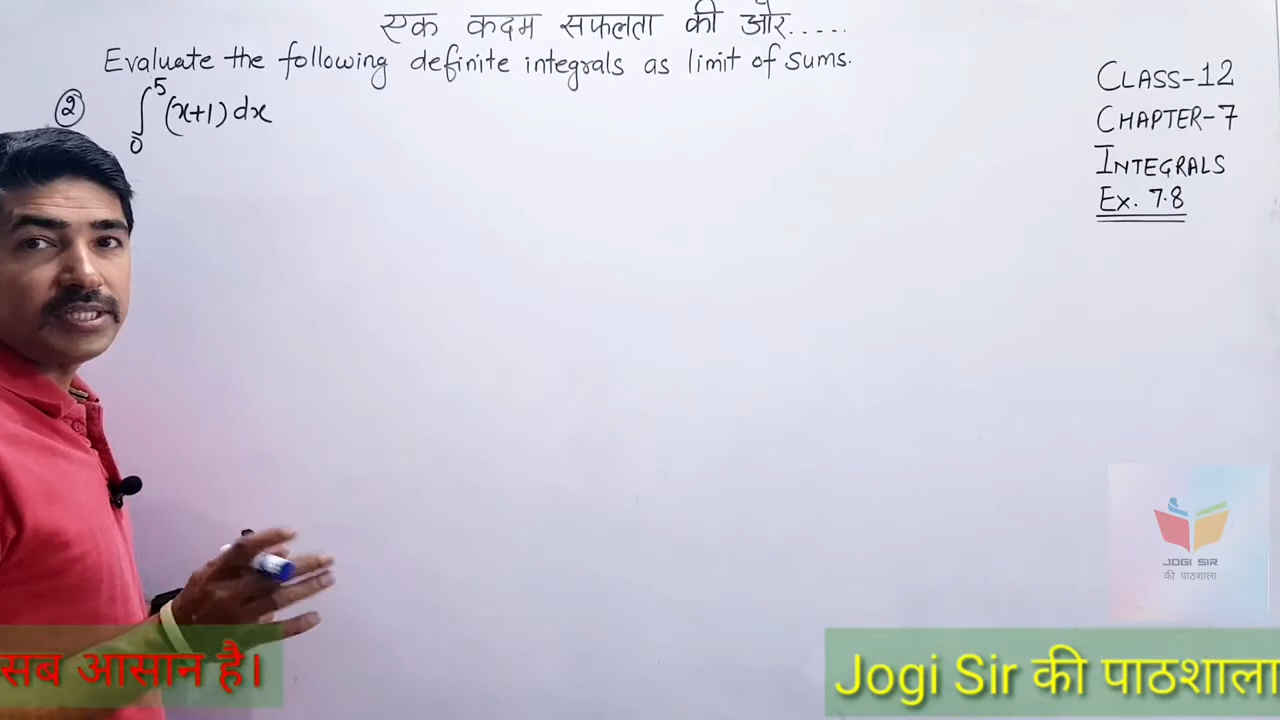 एक कदम सफलता की ओर.....
Evaluate the following definite integrals as limit of sums.
② ∫₀⁵ (x+1) dx
CLASS-12
CHAPTER-7
INTEGRALS
Ex. 7.8
JOGI SIR
की पाठशाला
सब आसान है।
Jogi Sir की पाठशाला